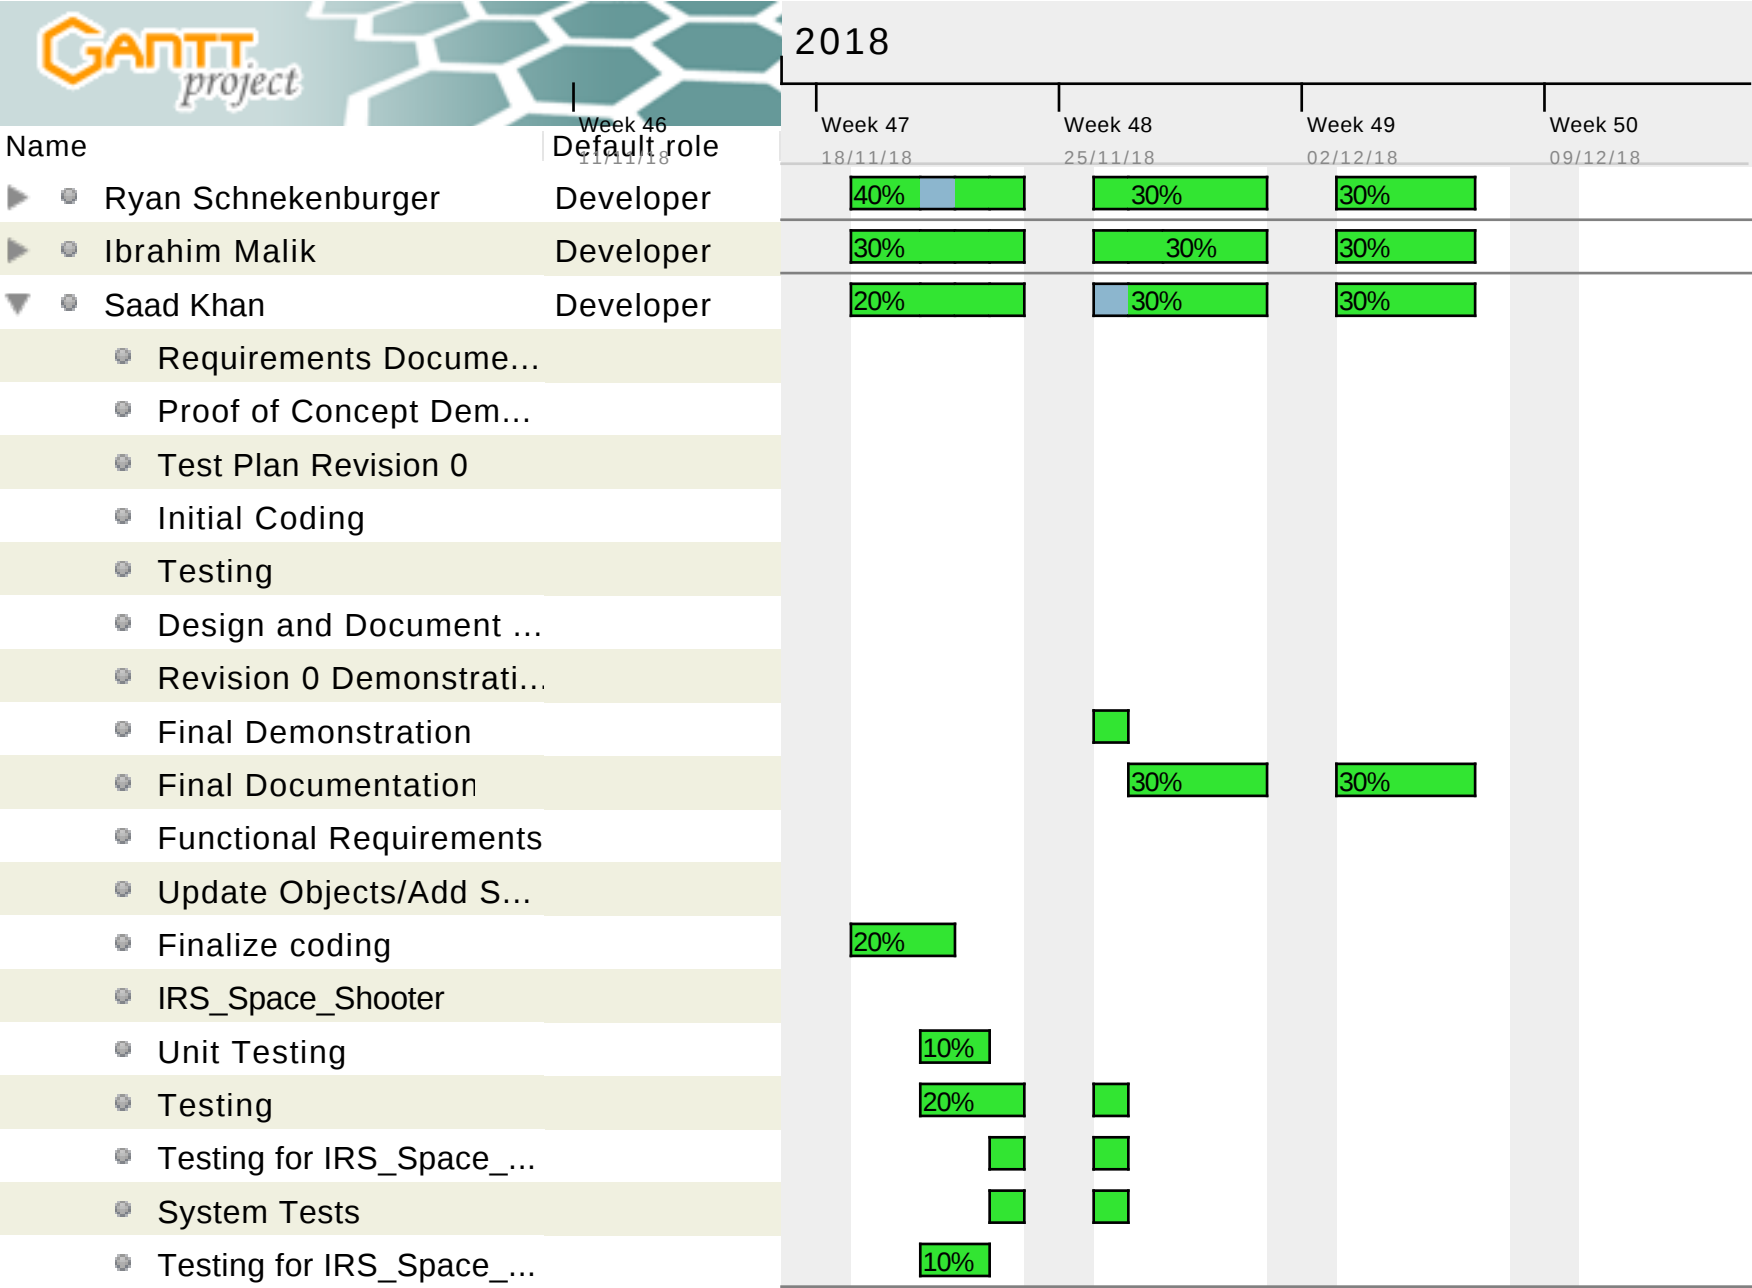 GANTT
project
2018
Week 46
Week 47
Week 48
Week 49
Week 50
Name
Default role
11/11/18
18/11/18
25/11/18
02/12/18
09/12/18
Ryan Schnekenburger Developer 40% 30% 30%
Ibrahim Malik Developer 30% 30% 30%
Saad Khan Developer 20% 30% 30%
Requirements Docume...
Proof of Concept Dem...
Test Plan Revision 0
Initial Coding
Testing
Design and Document ...
Revision 0 Demonstrati...
Final Demonstration
Final Documentation 30% 30%
Functional Requirements
Update Objects/Add S...
Finalize coding 20%
IRS_Space_Shooter
Unit Testing 10%
Testing 20%
Testing for IRS_Space_...
System Tests
Testing for IRS_Space_... 10%